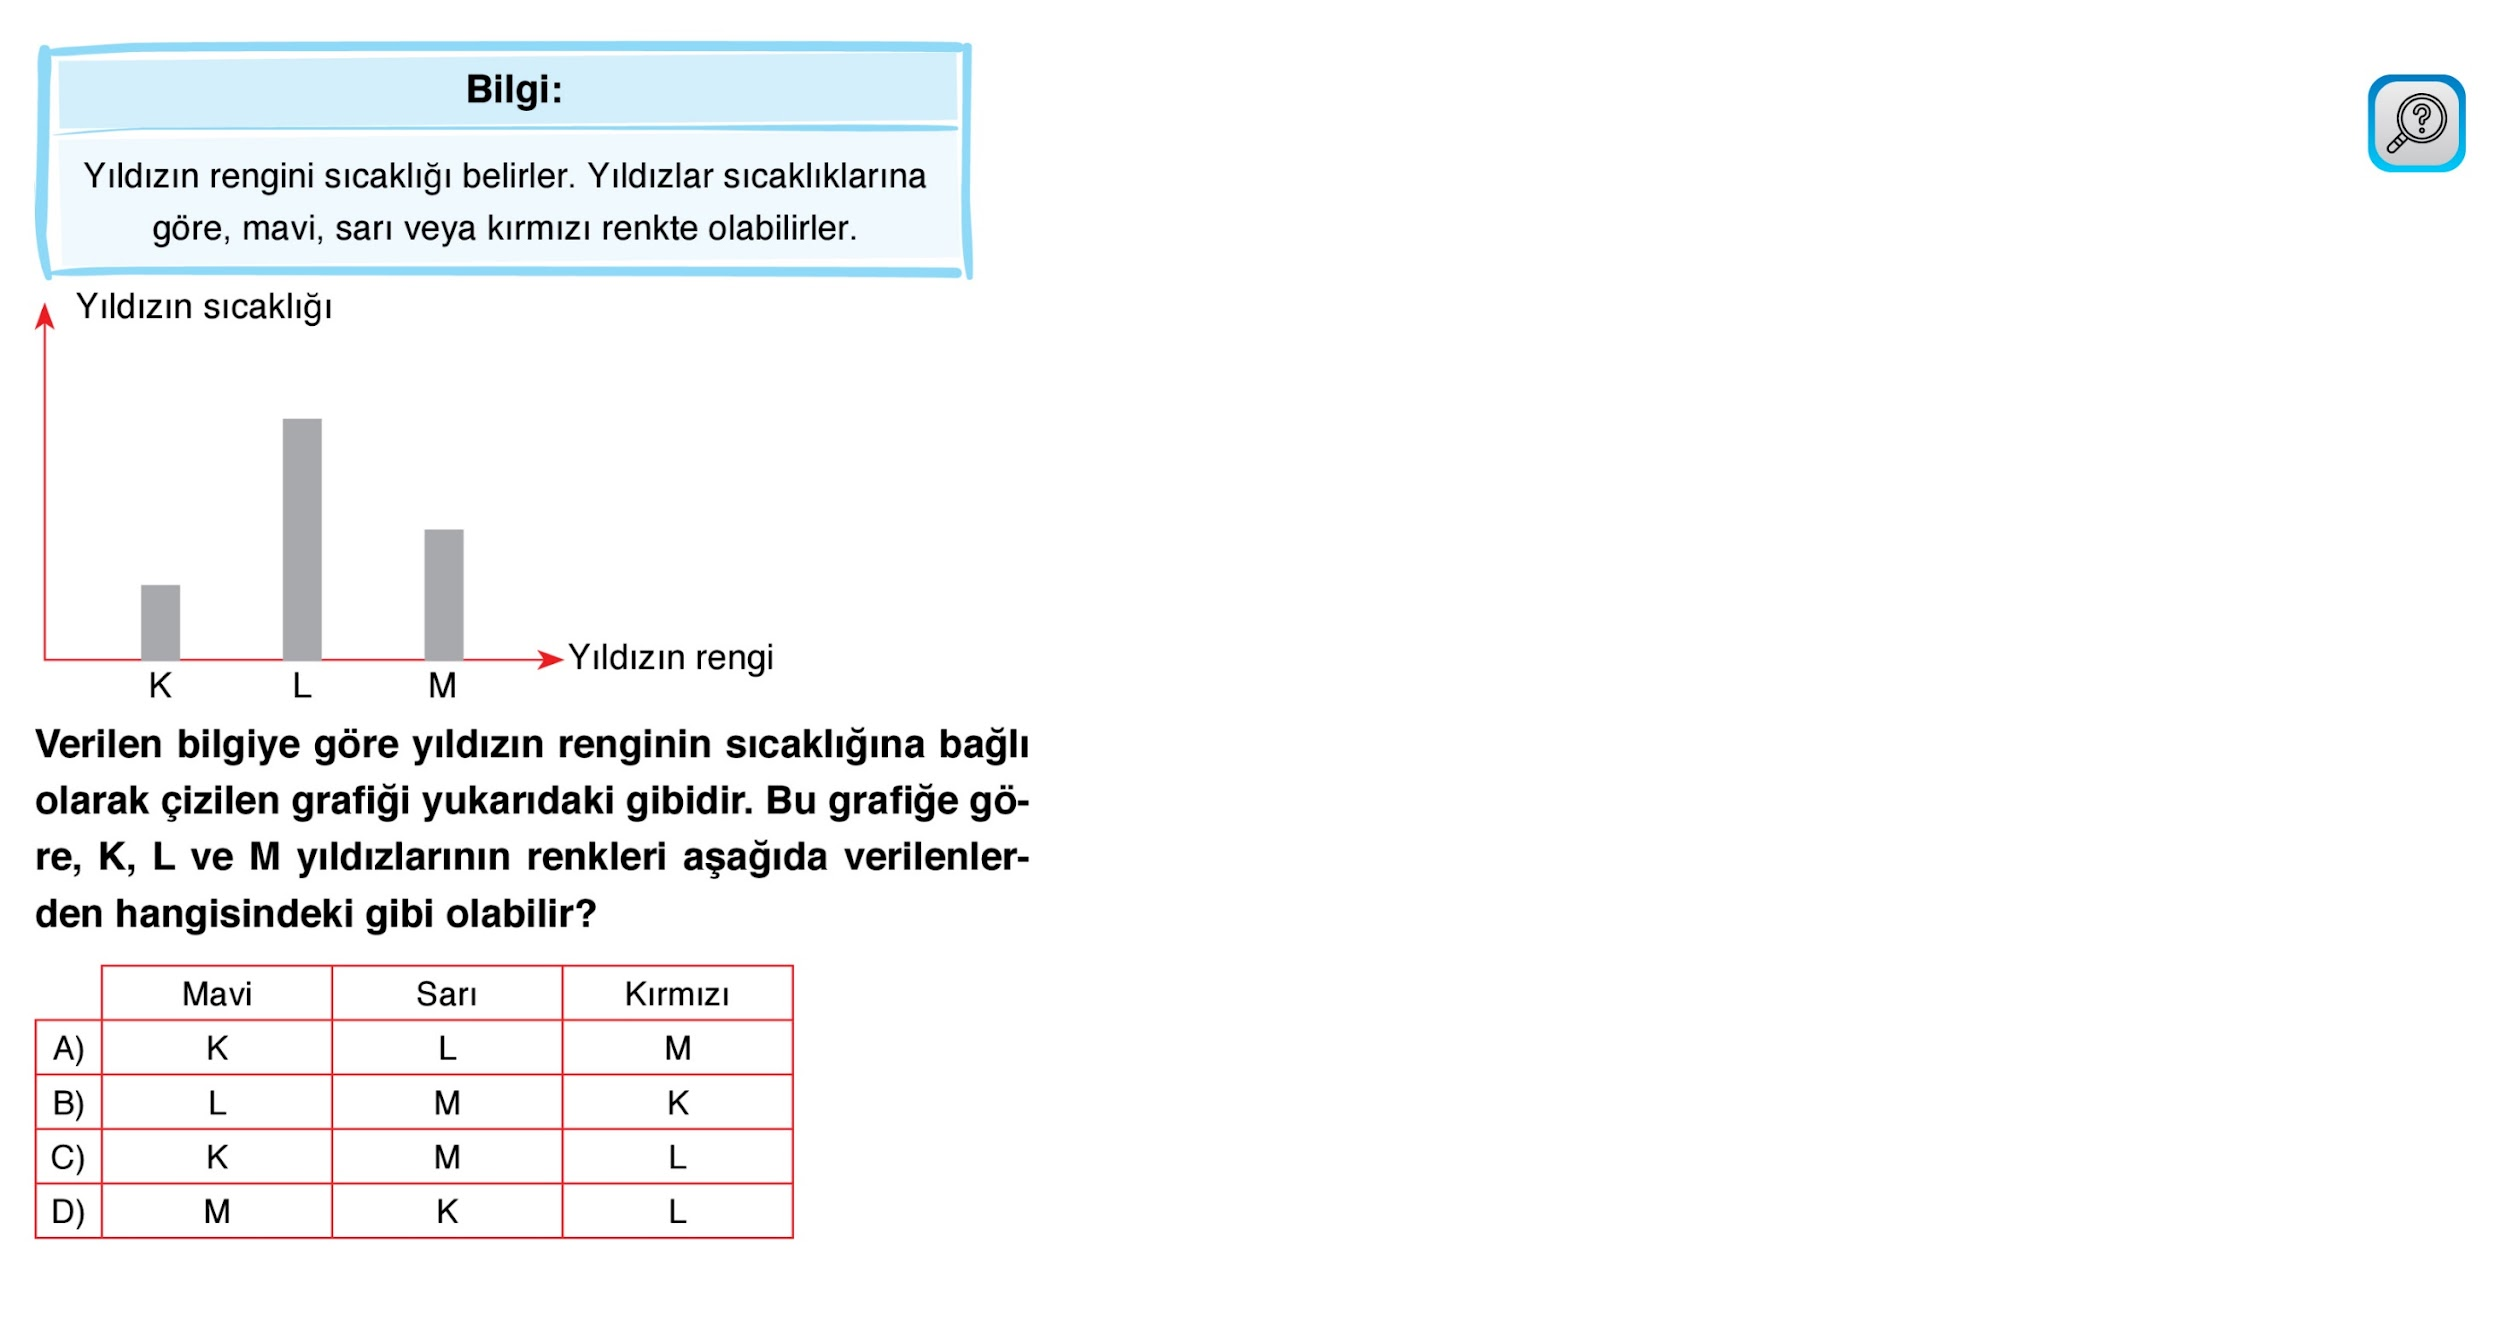 Bilgi:
Yıldızın rengini sıcaklığı belirler. Yıldızlar sıcaklıklarına
göre, mavi, sarı veya kırmızı renkte olabilirler.
Yıldızın sıcaklığı
Yıldızın rengi
K L M
Verilen bilgiye göre yıldızın renginin sıcaklığına bağlı
olarak çizilen grafiği yukarıdaki gibidir. Bu grafiğe gö-
re, K, L ve M yıldızlarının renkleri aşağıda verilenler-
den hangisindeki gibi olabilir?
Mavi Sarı Kırmızı
A) K L M
B) L M K
C) K M L
D) M K L
?